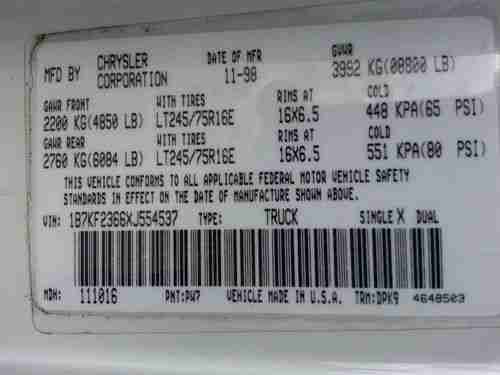 MFD BY CHRYSLER CORPORATION DATE OF MFR 11-98 GVWR 3992 KG(08800 LB)
GAWR FRONT WITH TIRES RIMS AT COLD
2200 KG(4850 LB) LT245/75R16E 16X6.5 448 KPA(65 PSI)
GAWR REAR WITH TIRES RIMS AT COLD
2760 KG(6084 LB) LT245/75R16E 16X6.5 551 KPA(80 PSI)
THIS VEHICLE CONFORMS TO ALL APPLICABLE FEDERAL MOTOR VEHICLE SAFETY
STANDARDS IN EFFECT ON THE DATE OF MANUFACTURE SHOWN ABOVE.
VIN: 1B7KF2366XJ554537 TYPE: TRUCK SINGLE X DUAL
MDH: 111016 PNT:PW7 VEHICLE MADE IN U.S.A. TRM:DPK9 4648503